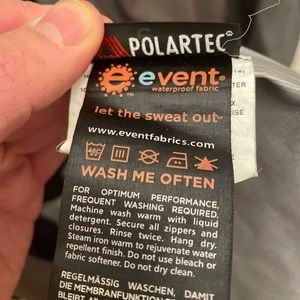 POLARTEC®
event®
waterproof fabric
let the sweat out™
www.eventfabrics.com
40C
WASH ME OFTEN
FOR OPTIMUM PERFORMANCE,
FREQUENT WASHING REQUIRED.
Machine wash warm with liquid
detergent. Secure all zippers and
closures. Rinse twice. Hang dry.
Steam iron warm to rejuvenate water
repellent finish. Do not use bleach or
fabric softener. Do not dry clean.
REGELMÄSSIG WASCHEN, DAMIT
DIE MEMBRANFUNKTION
BLEIBT